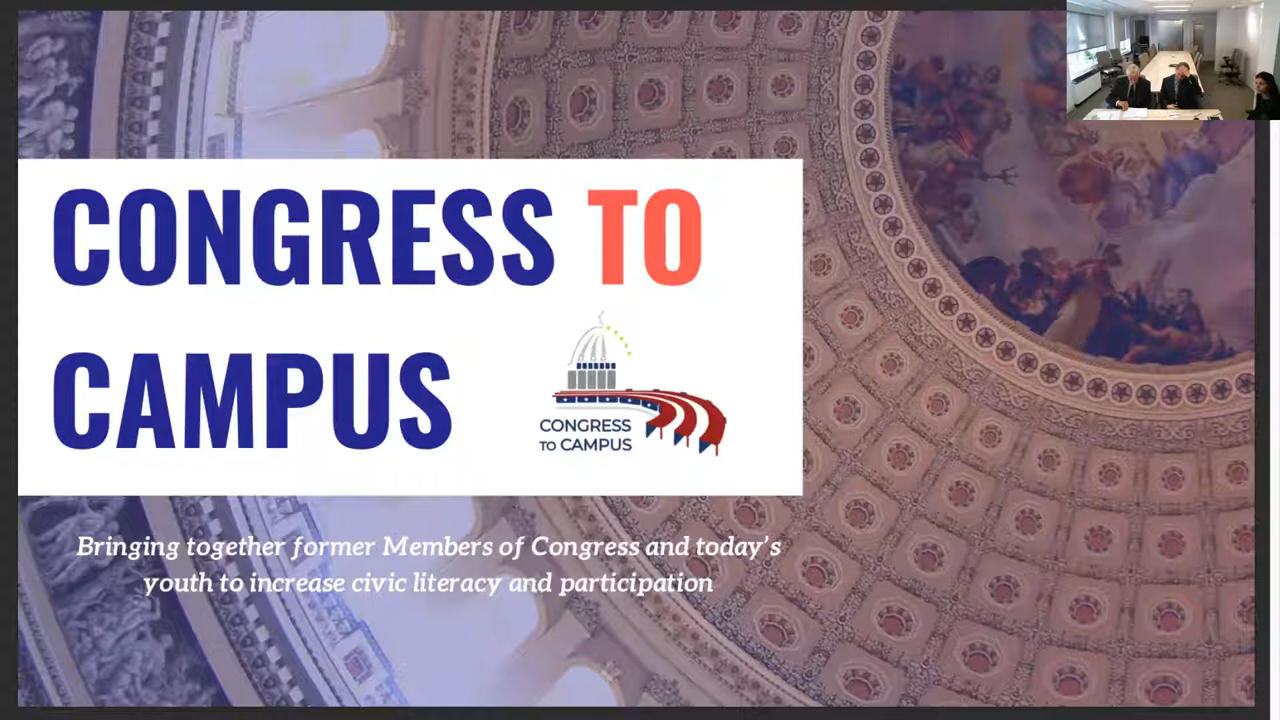 CONGRESS TO
CAMPUS
CONGRESS
TO CAMPUS
Bringing together former Members of Congress and today's
youth to increase civic literacy and participation